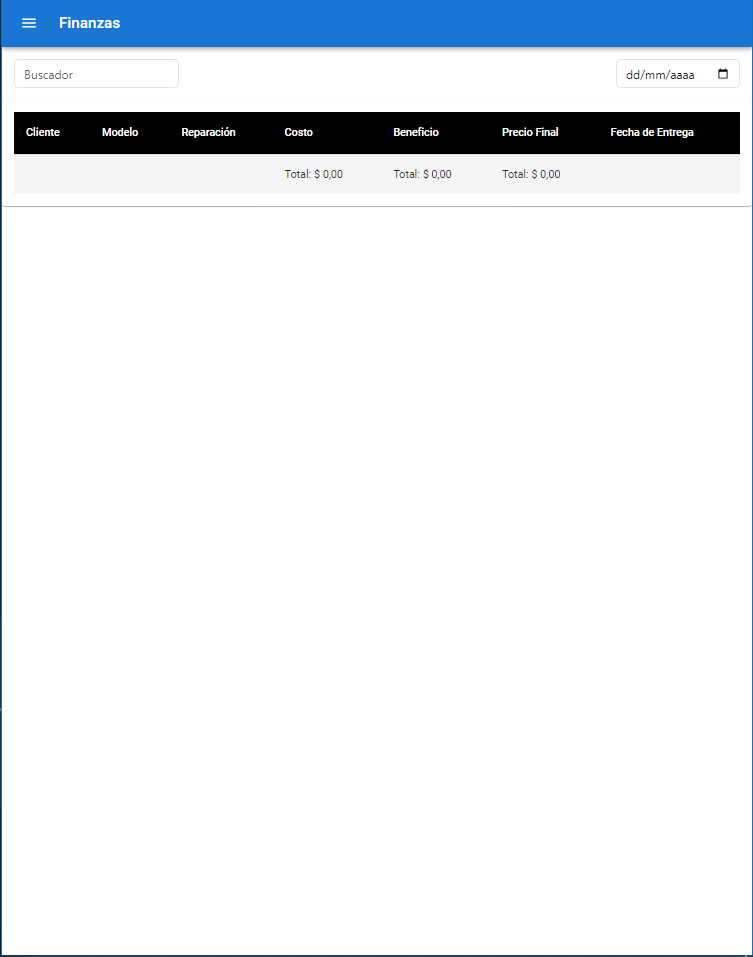 Finanzas
Buscador dd/mm/aaaa
Cliente Modelo Reparación Costo Beneficio Precio Final Fecha de Entrega
Total: $ 0,00 Total: $ 0,00 Total: $ 0,00